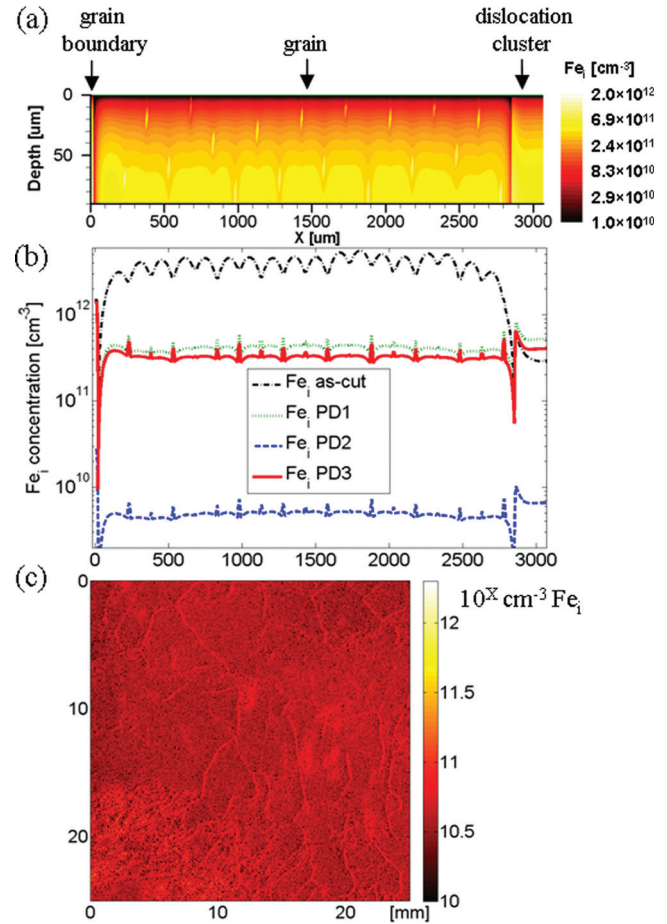 (a)
grain
boundary
grain
dislocation
cluster
Fei [cm-3]
2.0×10¹²
6.9×10¹¹
2.4×10¹¹
8.3×10¹⁰
2.9×10¹⁰
1.0×10¹⁰
Depth [um]
0
50
0 500 1000 1500 2000 2500 3000
X [um]
(b)
Fei concentration [cm-3]
10¹²
10¹¹
10¹⁰
Fei as-cut
Fei PD1
Fei PD2
Fei PD3
0 500 1000 1500 2000 2500 3000
(c)
10ˣ cm-3 Fei
0
10
20
0 10 20 [mm]
12
11.5
11
10.5
10